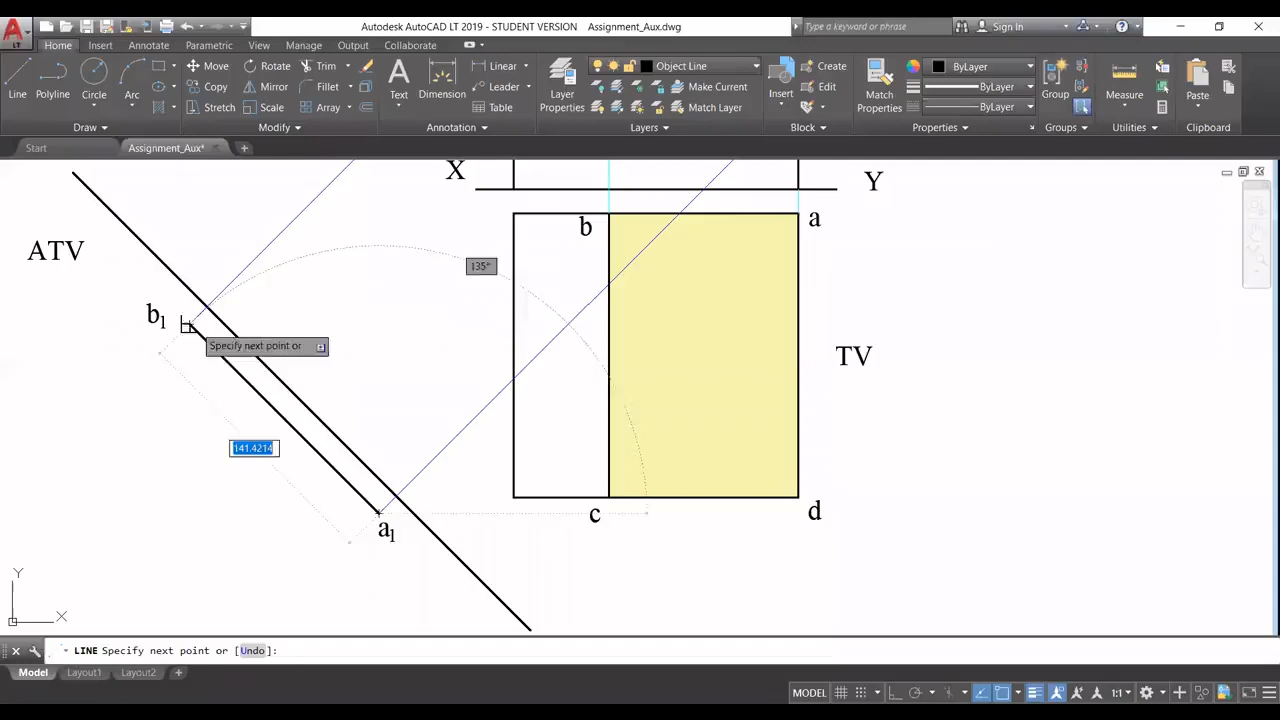 Autodesk AutoCAD LT 2019 - STUDENT VERSION Assignment_Aux.dwg
Type a keyword or phrase
Sign In
A
LT
Home Insert Annotate Parametric View Manage Output Collaborate
Line
Polyline
Circle
Arc
Move
Rotate
Trim
Copy
Mirror
Fillet
Stretch
Scale
Array
Text
Dimension
Linear
Leader
Table
Layer
Properties
Object Line
Make Current
Match Layer
Insert
Create
Edit
Match
Properties
ByLayer
ByLayer
ByLayer
Group
Measure
Paste
Draw
Modify
Annotation
Layers
Block
Properties
Groups
Utilities
Clipboard
Start
Assignment_Aux*
X
Y
ATV
b
a
135°
b1
Specify next point or
TV
141.4214
a1
c
d
Y
X
LINE Specify next point or [Undo]:
Model Layout1 Layout2
MODEL
1:1